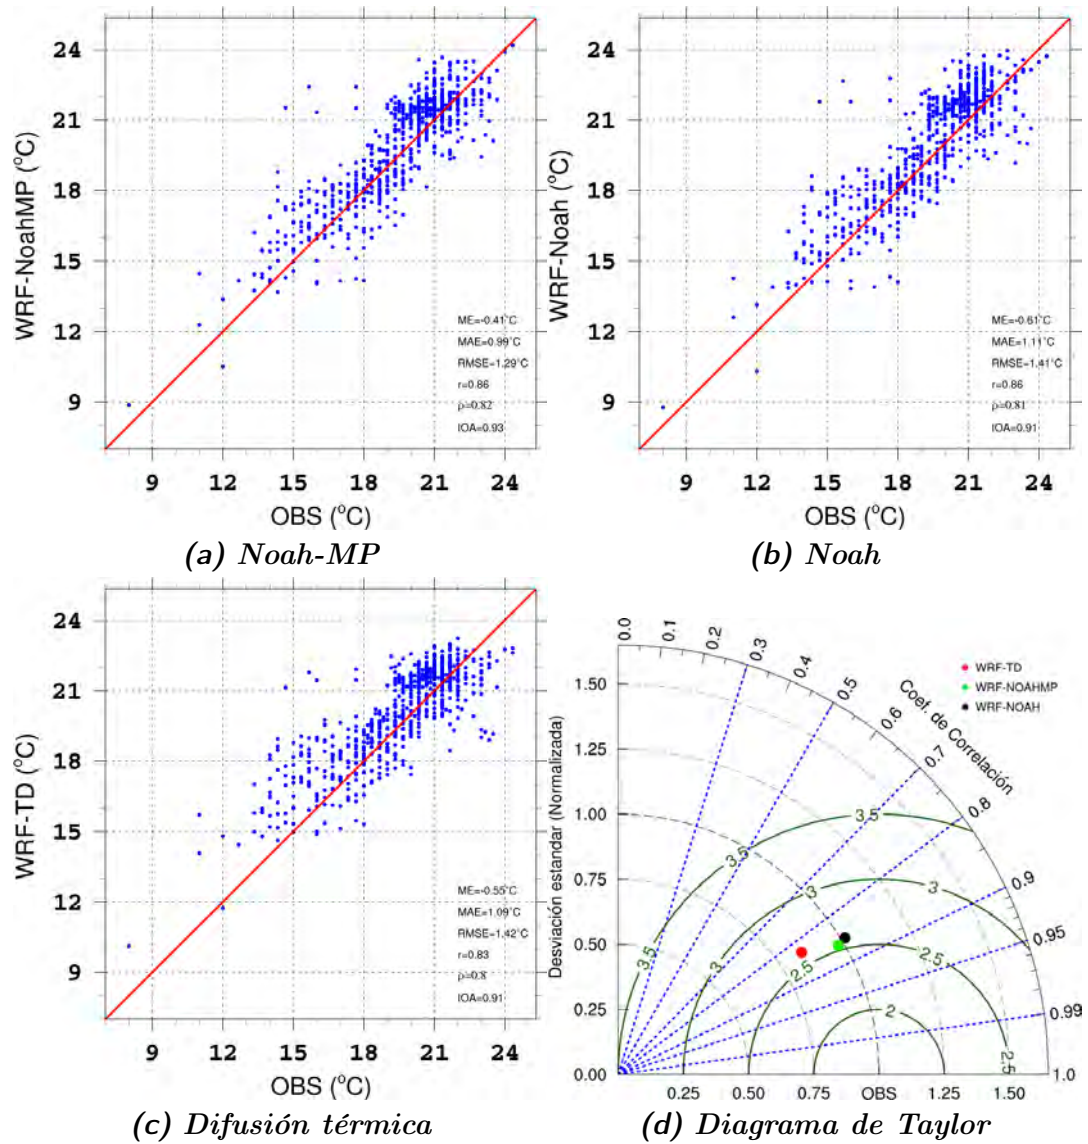 24
21
18
15
12
9
WRF-NoahMP (°C)
ME=-0.41°C
MAE=0.99°C
RMSE=1.29°C
r=0.86
ρ=0.82
IOA=0.93
9 12 15 18 21 24
OBS (°C)
(a) Noah-MP
24
21
18
15
12
9
WRF-Noah (°C)
ME=-0.61°C
MAE=1.11°C
RMSE=1.41°C
r=0.86
ρ=0.81
IOA=0.91
9 12 15 18 21 24
OBS (°C)
(b) Noah
24
21
18
15
12
9
WRF-TD (°C)
ME=-0.55°C
MAE=1.09°C
RMSE=1.42°C
r=0.83
ρ=0.8
IOA=0.91
9 12 15 18 21 24
OBS (°C)
(c) Difusión térmica
WRF-TD
WRF-NOAHMP
WRF-NOAH
0.0 0.1 0.2 0.3 0.4 0.5 0.6 0.7 0.8 0.9 0.95 0.99 1.0
Coef. de Correlación
Desviación estandar (Normalizada)
1.50
1.25
1.00
0.75
0.50
0.25
0.00
3.5 3.5 3.5
3 3
2.5 2.5 2.5
2
0.25 0.50 0.75 OBS 1.25 1.50
(d) Diagrama de Taylor